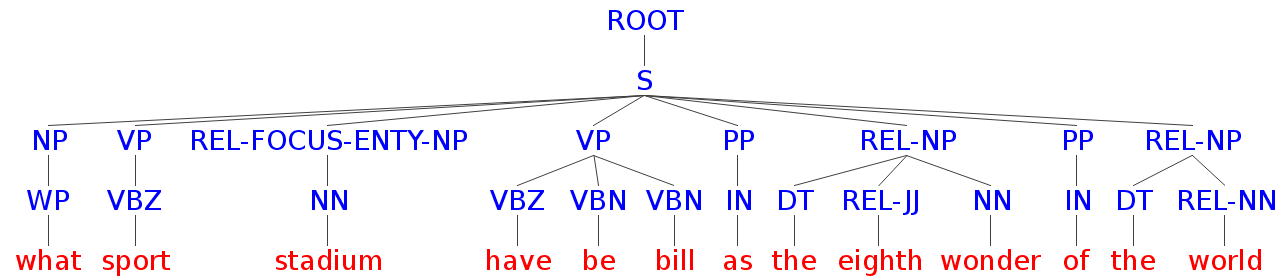 ROOT
S
NP VP REL-FOCUS-ENTY-NP VP PP REL-NP PP REL-NP
WP VBZ NN VBZ VBN VBN IN DT REL-JJ NN IN DT REL-NN
what sport stadium have be bill as the eighth wonder of the world